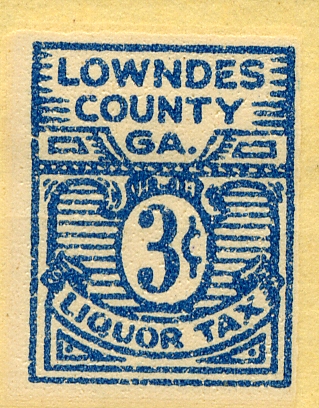 LOWNDES
COUNTY
GA.
3¢
LIQUOR TAX